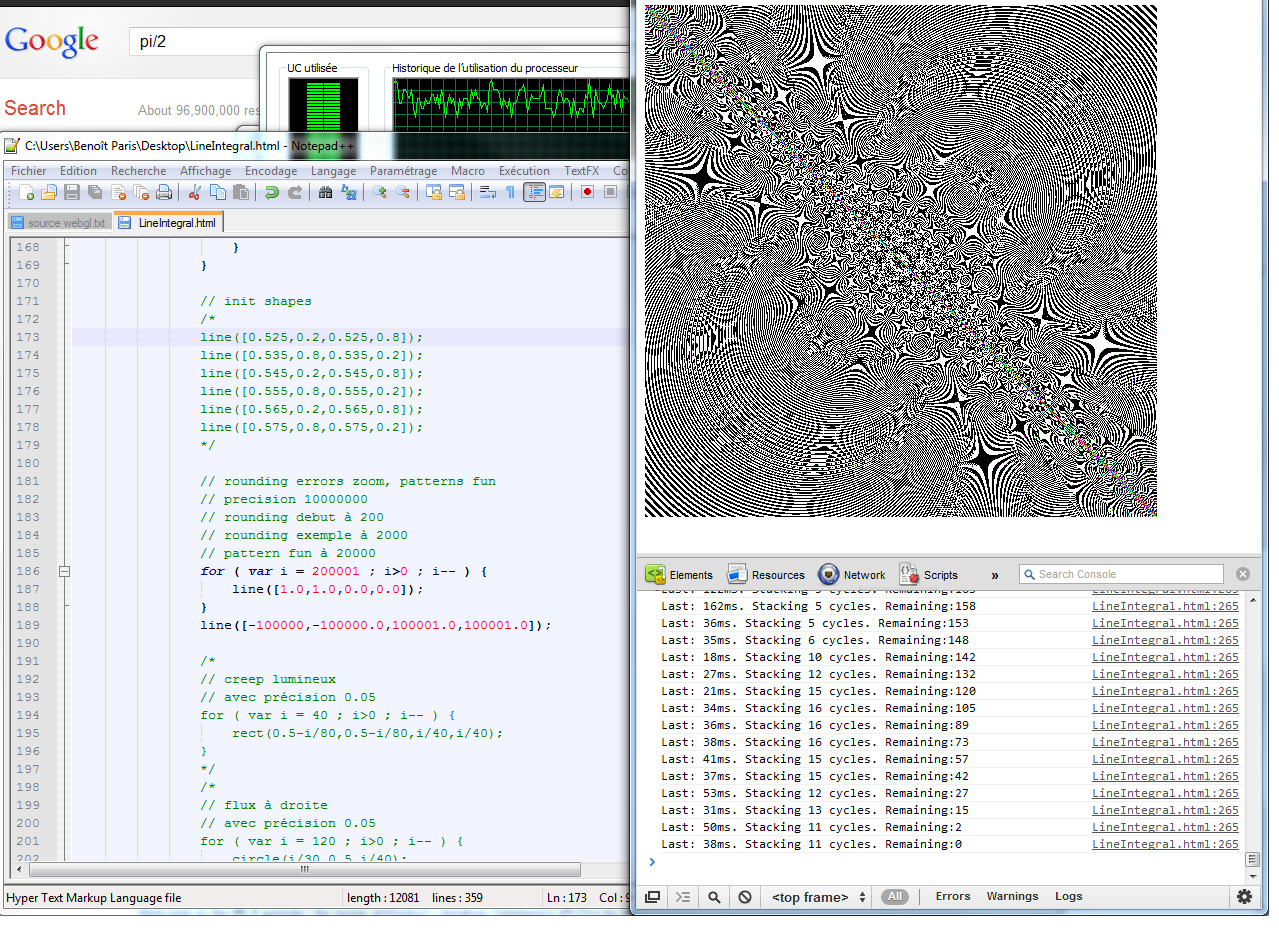 Google
pi/2
Search
About 96,900,000 res
UC utilisée
Historique de l'utilisation du processeur
C:\Users\Benoît Paris\Desktop\LineIntegral.html - Notepad++
Fichier Edition Recherche Affichage Encodage Langage Paramétrage Macro Exécution TextFX Co
source webgl.txt LineIntegral.html
168 }
169 }
170
171 // init shapes
172 /*
173 line([0.525,0.2,0.525,0.8]);
174 line([0.535,0.8,0.535,0.2]);
175 line([0.545,0.2,0.545,0.8]);
176 line([0.555,0.8,0.555,0.2]);
177 line([0.565,0.2,0.565,0.8]);
178 line([0.575,0.8,0.575,0.2]);
179 */
180
181 // rounding errors zoom, patterns fun
182 // precision 10000000
183 // rounding debut à 200
184 // rounding exemple à 2000
185 // pattern fun à 20000
186 for ( var i = 200001 ; i>0 ; i-- ) {
187 line([1.0,1.0,0.0,0.0]);
188 }
189 line([-100000,-100000.0,100001.0,100001.0]);
190
191 /*
192 // creep lumineux
193 // avec précision 0.05
194 for ( var i = 40 ; i>0 ; i-- ) {
195 rect(0.5-i/80,0.5-i/80,i/40,i/40);
196 }
197 */
198 /*
199 // flux à droite
200 // avec précision 0.05
201 for ( var i = 120 ; i>0 ; i-- ) {
202 circle(i/30,0.5,i/40);
Hyper Text Markup Language file length : 12081 lines : 359 Ln : 173 Col : 9
Elements Resources Network Scripts » Search Console
Last: 162ms. Stacking 5 cycles. Remaining:158 LineIntegral.html:265
Last: 36ms. Stacking 5 cycles. Remaining:153 LineIntegral.html:265
Last: 35ms. Stacking 6 cycles. Remaining:148 LineIntegral.html:265
Last: 18ms. Stacking 10 cycles. Remaining:142 LineIntegral.html:265
Last: 27ms. Stacking 12 cycles. Remaining:132 LineIntegral.html:265
Last: 21ms. Stacking 15 cycles. Remaining:120 LineIntegral.html:265
Last: 34ms. Stacking 16 cycles. Remaining:105 LineIntegral.html:265
Last: 36ms. Stacking 16 cycles. Remaining:89 LineIntegral.html:265
Last: 38ms. Stacking 16 cycles. Remaining:73 LineIntegral.html:265
Last: 41ms. Stacking 15 cycles. Remaining:57 LineIntegral.html:265
Last: 37ms. Stacking 15 cycles. Remaining:42 LineIntegral.html:265
Last: 53ms. Stacking 12 cycles. Remaining:27 LineIntegral.html:265
Last: 31ms. Stacking 13 cycles. Remaining:15 LineIntegral.html:265
Last: 50ms. Stacking 11 cycles. Remaining:2 LineIntegral.html:265
Last: 38ms. Stacking 11 cycles. Remaining:0 LineIntegral.html:265
<top frame> All Errors Warnings Logs